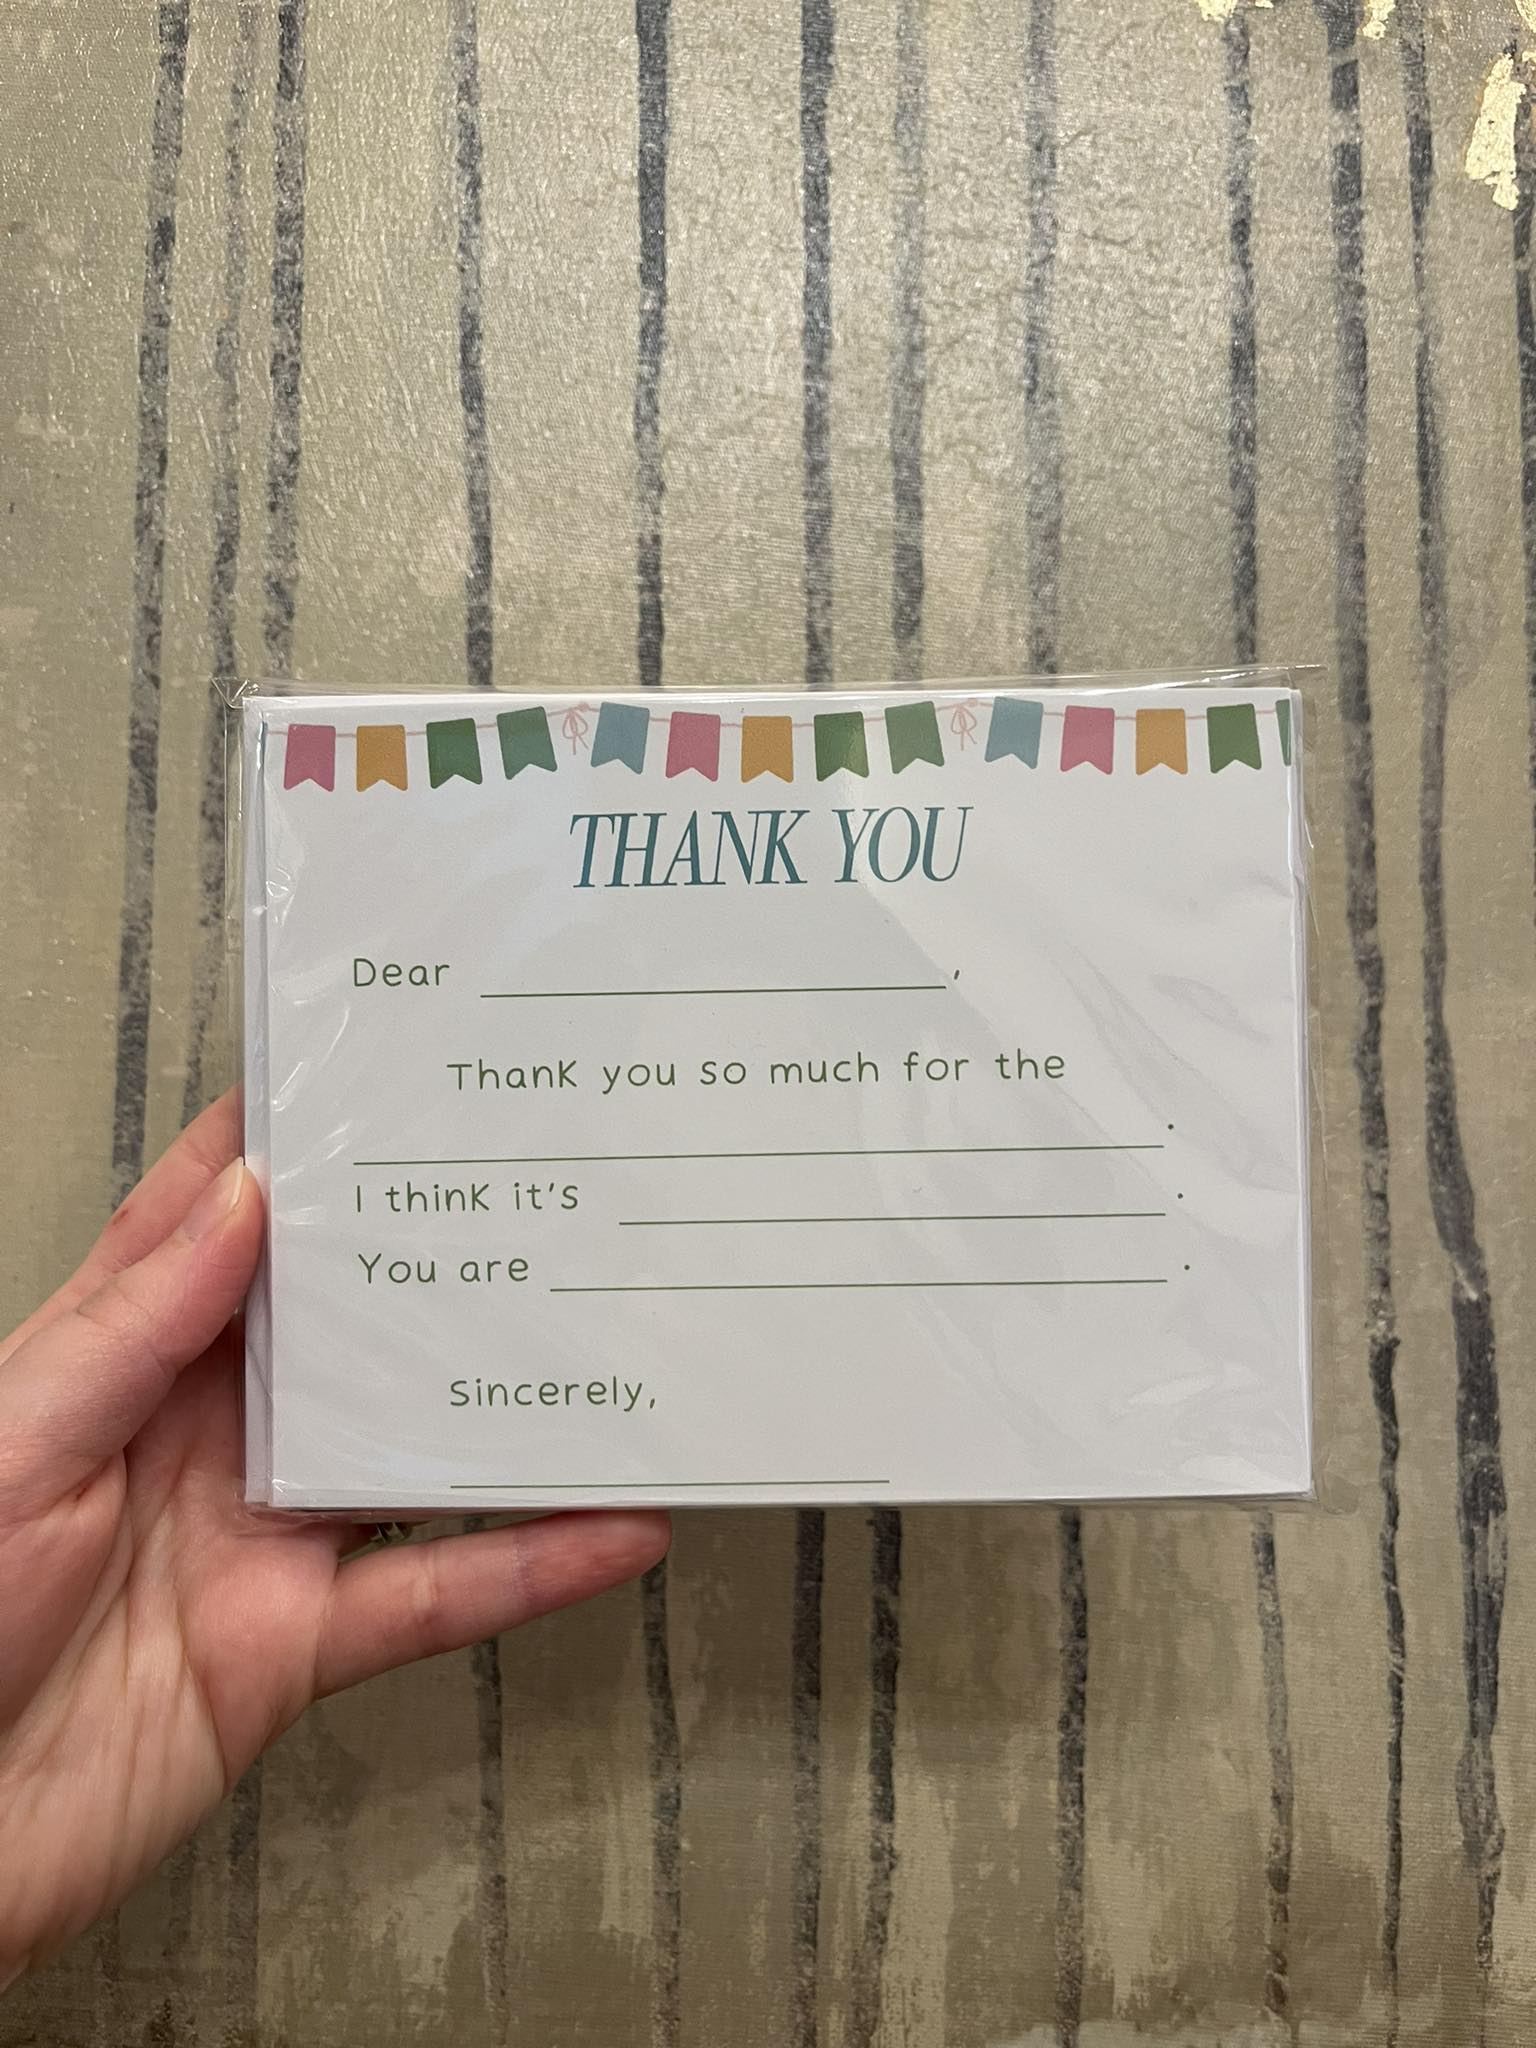 THANK YOU
Dear ,
Thank you so much for the
.
I think it's .
You are .
Sincerely,